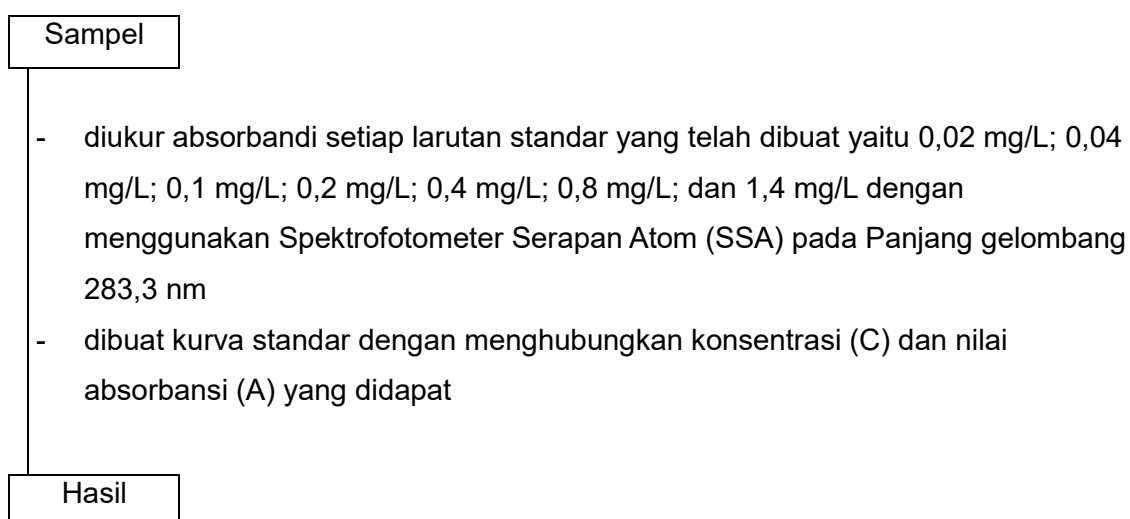 Sampel
- diukur absorbandi setiap larutan standar yang telah dibuat yaitu 0,02 mg/L; 0,04
mg/L; 0,1 mg/L; 0,2 mg/L; 0,4 mg/L; 0,8 mg/L; dan 1,4 mg/L dengan
menggunakan Spektrofotometer Serapan Atom (SSA) pada Panjang gelombang
283,3 nm
- dibuat kurva standar dengan menghubungkan konsentrasi (C) dan nilai
absorbansi (A) yang didapat
Hasil